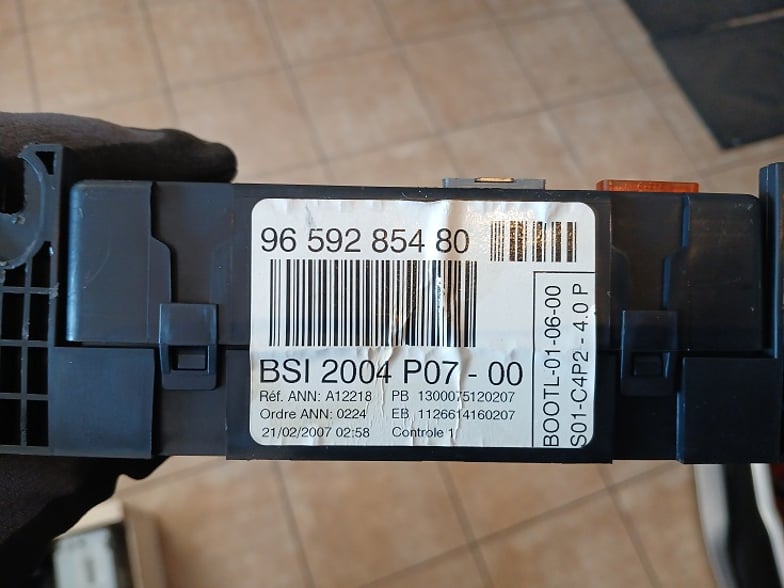 96 592 854 80
BSI 2004 P07 - 00
Réf. ANN: A12218 PB 1300075120207
Ordre ANN: 0224 EB 1126614160207
21/02/2007 02:58 Controle 1
BOOTL-01-06-00
S01-C4P2 - 4.0 P